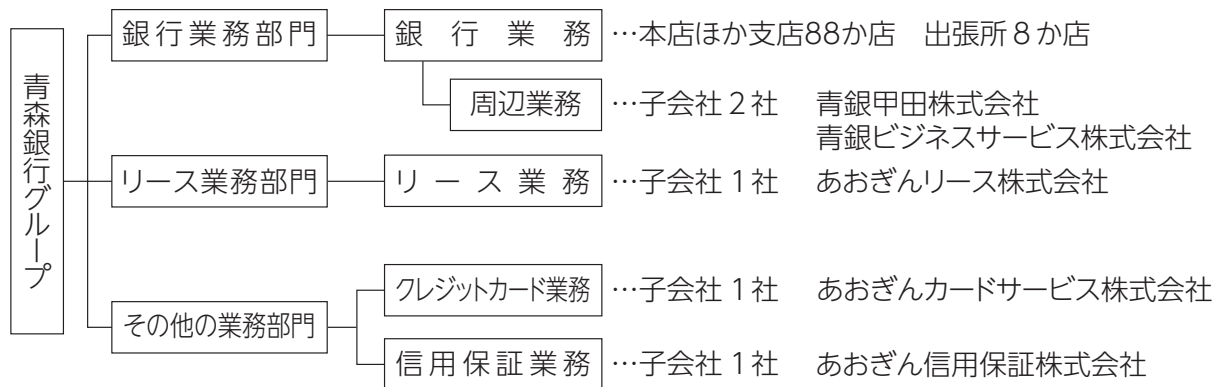 青森銀行グループ
銀行業務部門 銀行業務 …本店ほか支店88か店 出張所8か店
周辺業務 …子会社2社 青銀甲田株式会社
青銀ビジネスサービス株式会社
リース業務部門 リース業務 …子会社1社 あおぎんリース株式会社
クレジットカード業務 …子会社1社 あおぎんカードサービス株式会社
その他の業務部門
信用保証業務 …子会社1社 あおぎん信用保証株式会社